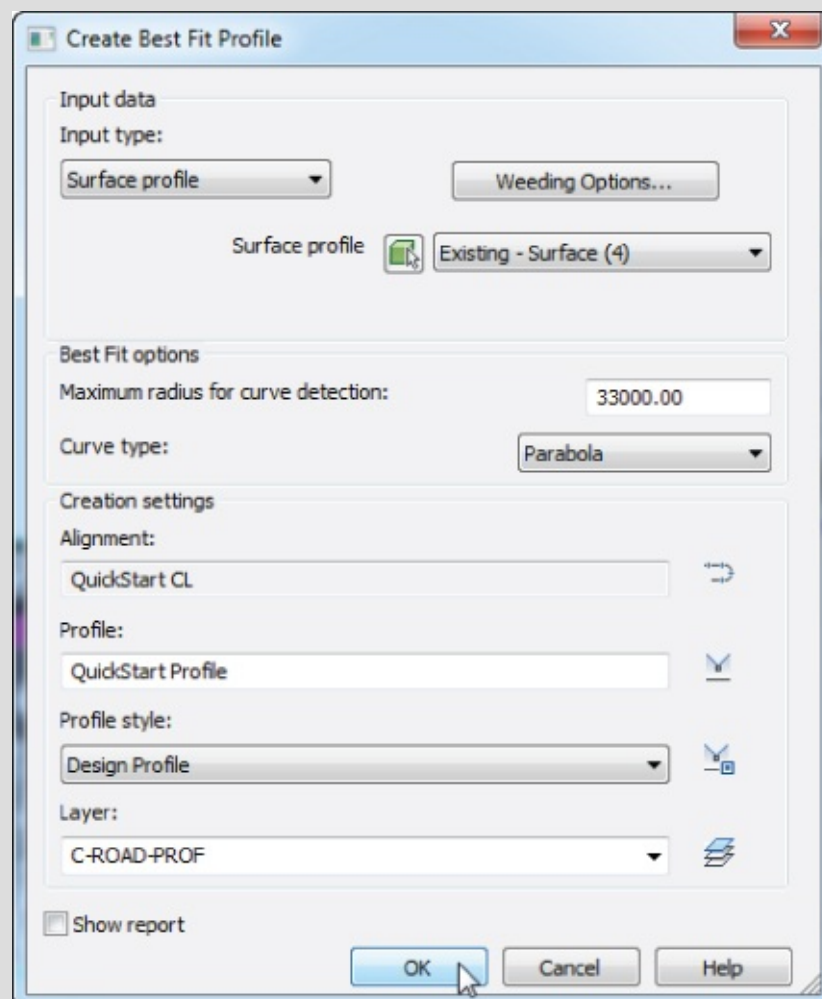 Create Best Fit Profile
Input data
Input type:
Surface profile
Weeding Options...
Surface profile
Existing - Surface (4)
Best Fit options
Maximum radius for curve detection:
33000.00
Curve type:
Parabola
Creation settings
Alignment:
QuickStart CL
Profile:
QuickStart Profile
Profile style:
Design Profile
Layer:
C-ROAD-PROF
Show report
OK
Cancel
Help